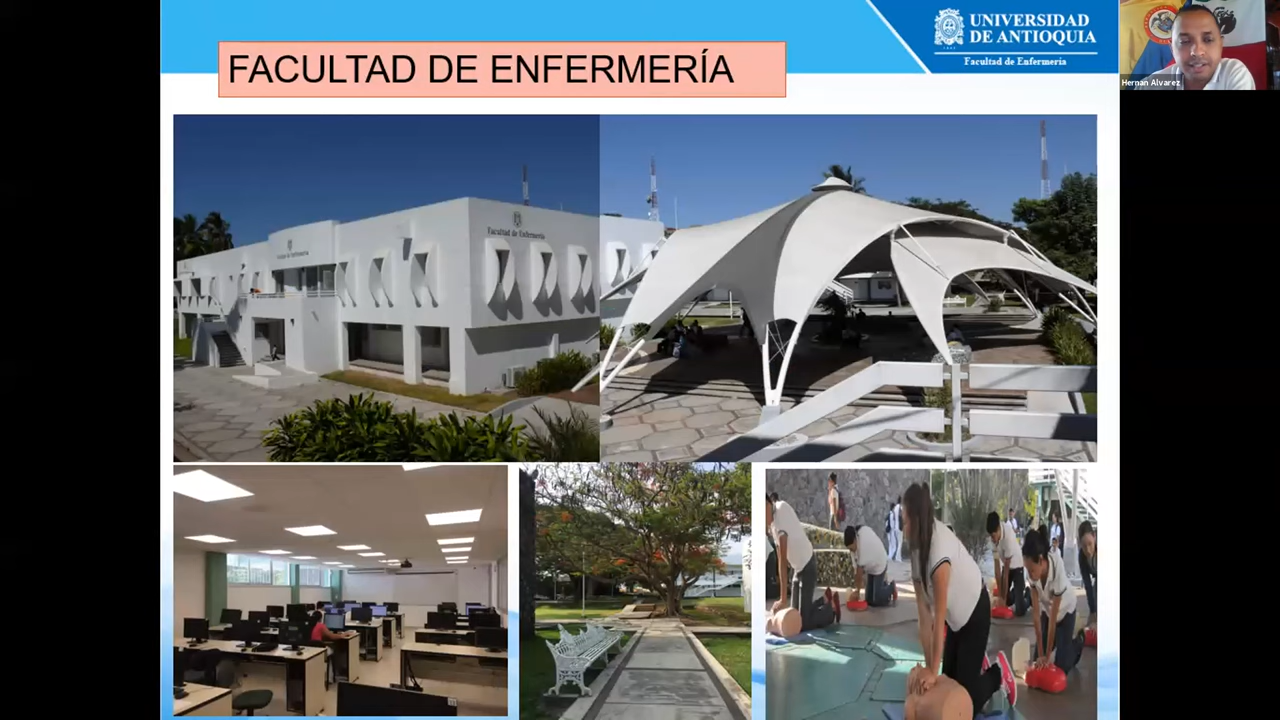 FACULTAD DE ENFERMERÍA
UNIVERSIDAD
DE ANTIOQUIA
Facultad de Enfermería
Hernan Alvarez
Facultad de Enfermería